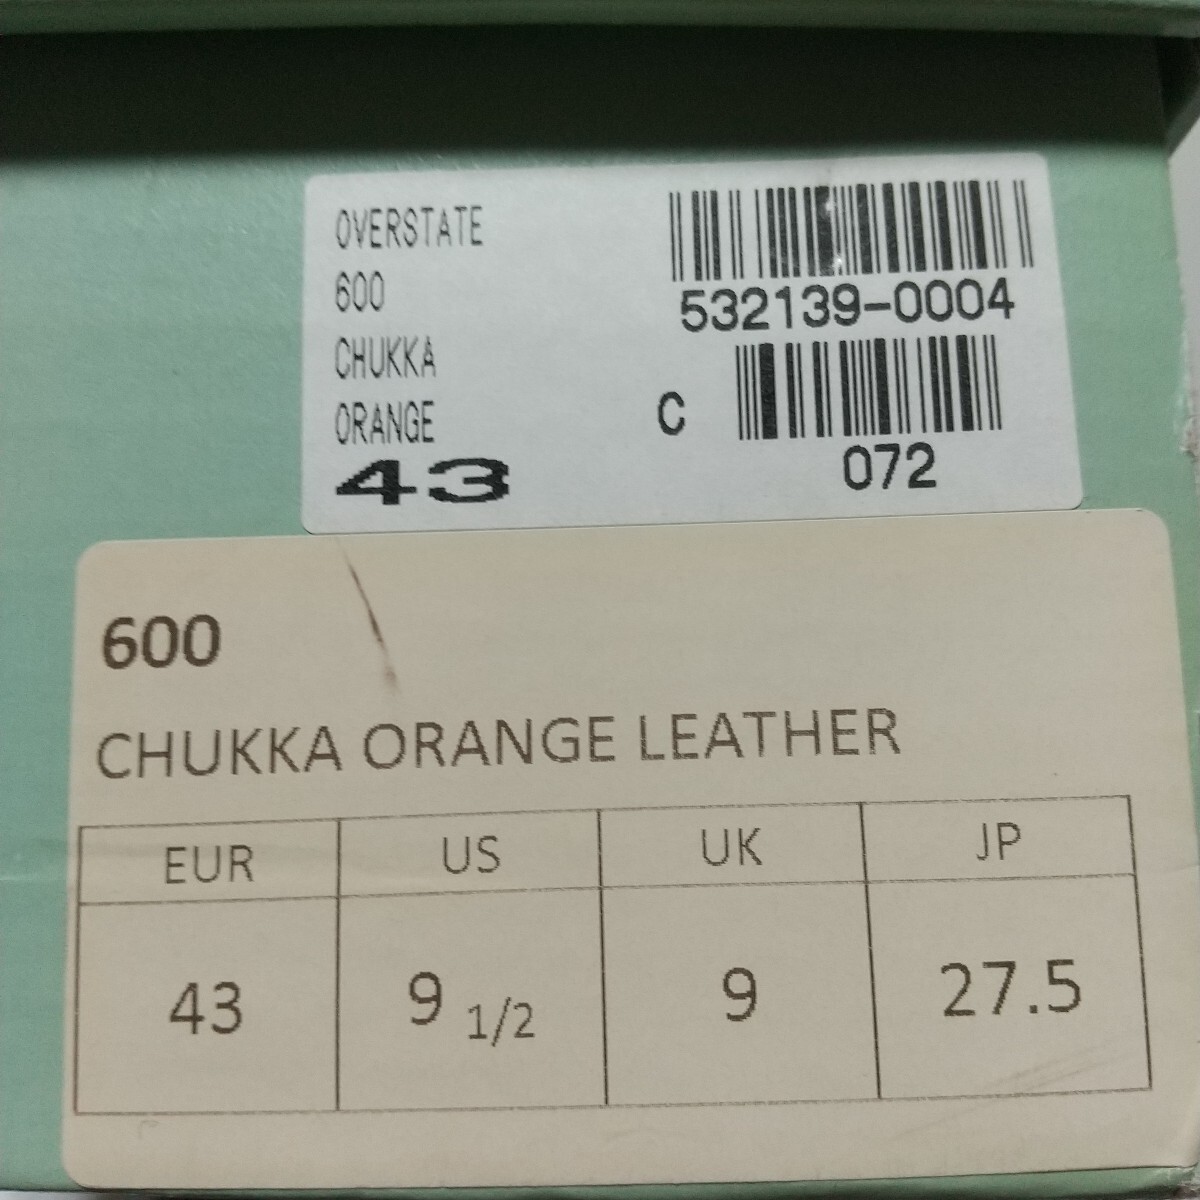 OVERSTATE
600
CHUKKA
ORANGE
43
532139-0004
C
072
600
CHUKKA ORANGE LEATHER
EUR US UK JP
43 9 1/2 9 27.5